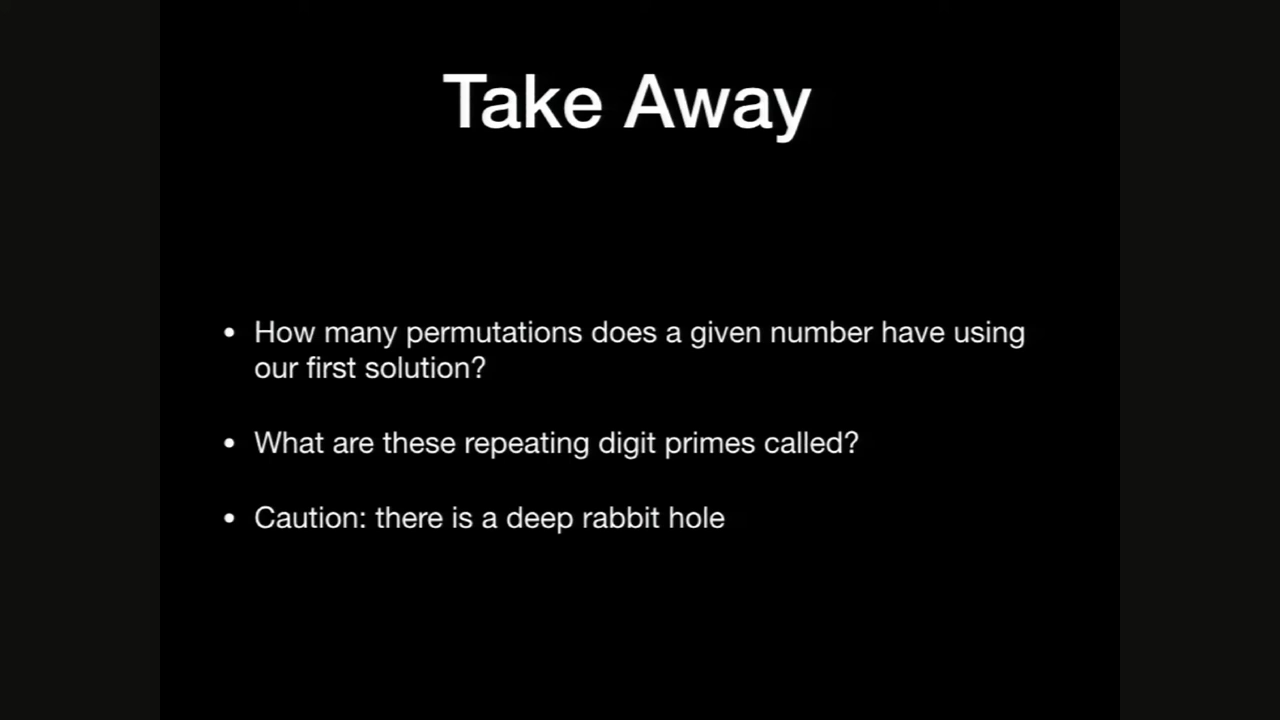 Take Away
• How many permutations does a given number have using
our first solution?
• What are these repeating digit primes called?
• Caution: there is a deep rabbit hole